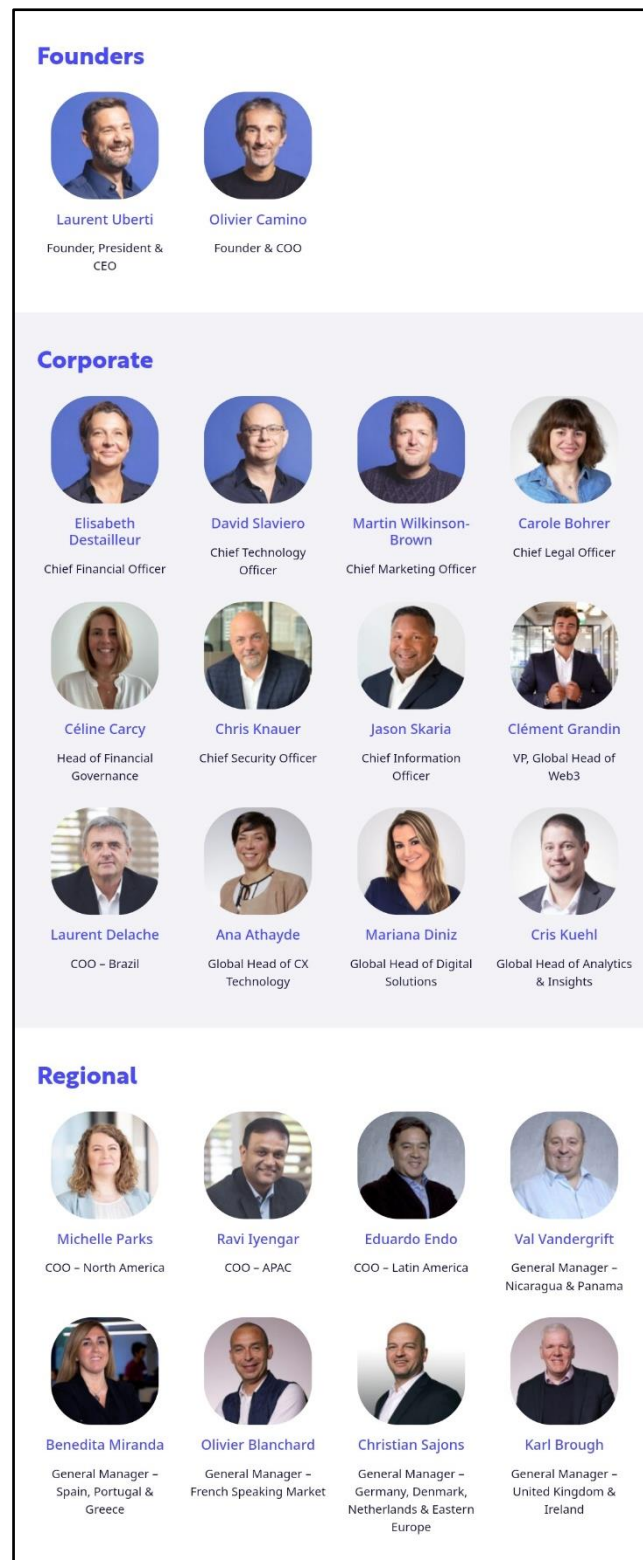 Founders
Laurent Uberti
Olivier Camino
Founder, President &
CEO
Founder & COO
Corporate
Elisabeth
Destailleur
Chief Financial Officer
David Slaviero
Chief Technology
Officer
Martin Wilkinson-
Brown
Chief Marketing Officer
Carole Bohrer
Chief Legal Officer
Céline Carcy
Head of Financial
Governance
Chris Knauer
Chief Security Officer
Jason Skaria
Chief Information
Officer
Clément Grandin
VP, Global Head of
Web3
Laurent Delache
COO – Brazil
Ana Athayde
Global Head of CX
Technology
Mariana Diniz
Global Head of Digital
Solutions
Cris Kuehl
Global Head of Analytics
& Insights
Regional
Michelle Parks
COO – North America
Ravi Iyengar
COO – APAC
Eduardo Endo
COO – Latin America
Val Vandergrift
General Manager –
Nicaragua & Panama
Benedita Miranda
General Manager –
Spain, Portugal &
Greece
Olivier Blanchard
General Manager –
French Speaking Market
Christian Sajons
General Manager –
Germany, Denmark,
Netherlands & Eastern
Europe
Karl Brough
General Manager –
United Kingdom &
Ireland